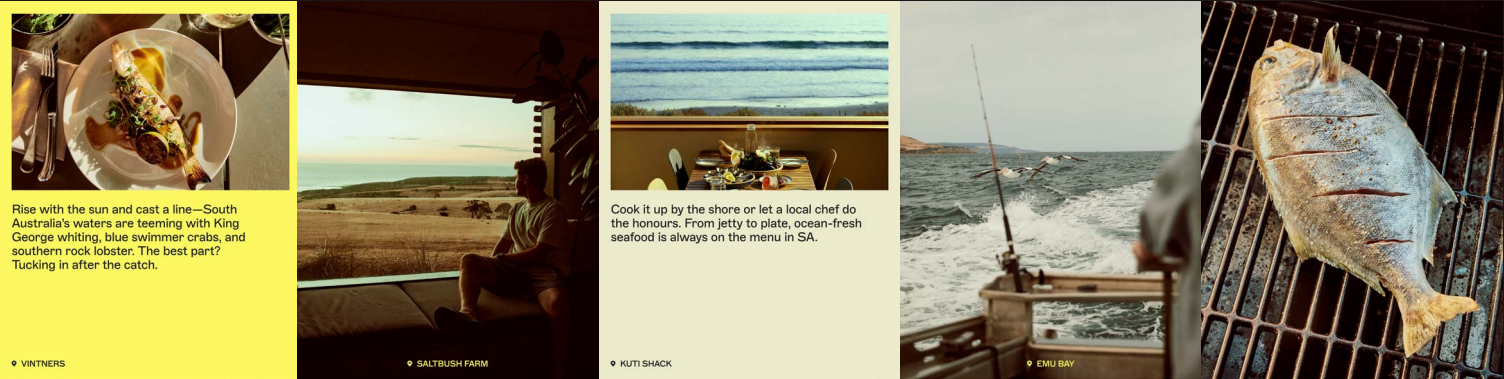 Rise with the sun and cast a line—South
Australia's waters are teeming with King
George whiting, blue swimmer crabs, and
southern rock lobster. The best part?
Tucking in after the catch.
VINTNERS
SALTBUSH FARM
Cook it up by the shore or let a local chef do
the honours. From jetty to plate, ocean-fresh
seafood is always on the menu in SA.
KUTI SHACK
EMU BAY